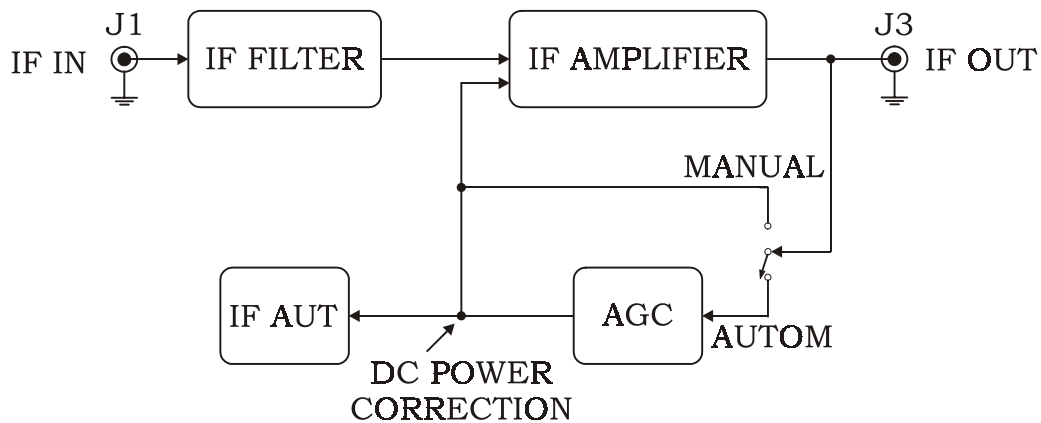 J1
IF IN
IF FILTER
IF AMPLIFIER
J3
IF OUT
MANUAL
IF AUT
AGC
AUTOM
DC POWER
CORRECTION